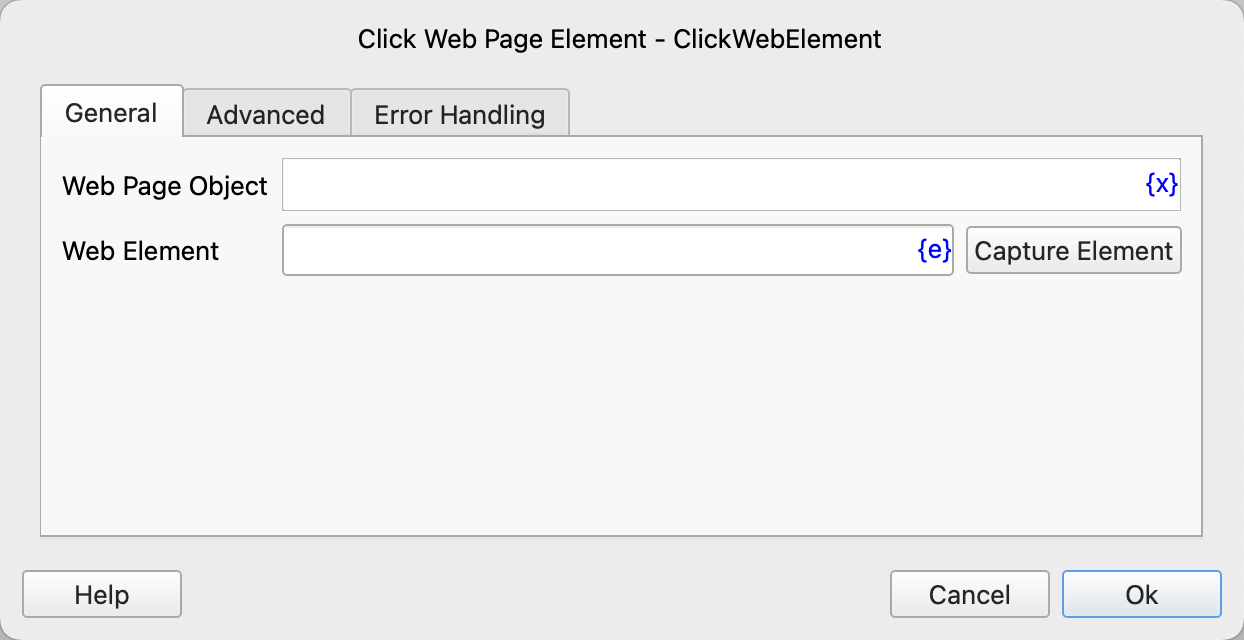 Click Web Page Element - ClickWebElement
General Advanced Error Handling
Web Page Object {x}
Web Element {e} Capture Element
Help Cancel Ok